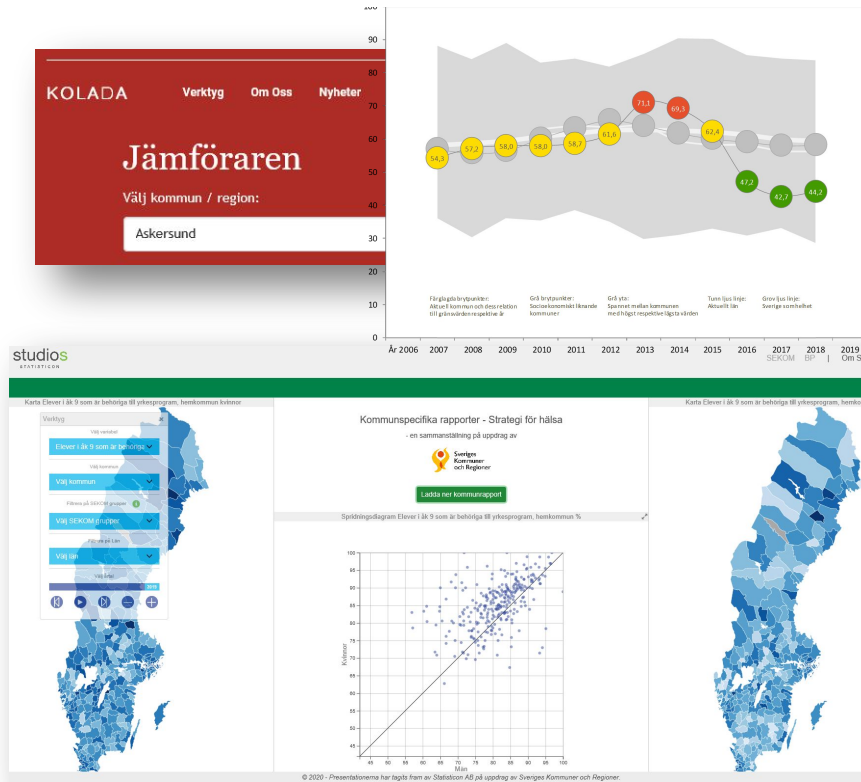 KOLADA
Verktyg
Om Oss
Nyheter
Jämföraren
Välj kommun / region:
Askersund
100
90
80
70
60
50
40
30
20
10
0
54,3
57,2
58,0
58,0
58,7
61,6
71,1
69,3
62,4
47,2
42,7
44,2
Färglagda brytpunkter:
Aktuell kommun och dess relation
till gränsvärden respektive år
Grå brytpunkter:
Socioekonomiskt liknande
kommuner
Grå yta:
Spannet mellan kommunen
med högst respektive lägsta värden
Tunn ljus linje:
Aktuellt län
Grov ljus linje:
Sverige som helhet
År 2006 2007 2008 2009 2010 2011 2012 2013 2014 2015 2016 2017 2018 2019
studios
STATISTICON
SEKOM BP | Om S
Karta Elever i åk 9 som är behöriga till yrkesprogram, hemkommun kvinnor
Verktyg
Välj variabel
Elever i åk 9 som är behöriga
Välj kommun
Välj kommun
Filtrera på SEKOM grupper
Välj SEKOM grupper
Filtrera på Län
Välj län
Välj årtal
Kommunspecifika rapporter - Strategi för hälsa
- en sammanställning på uppdrag av
Sveriges
Kommuner
och Regioner
Ladda ner kommunrapport
Spridningsdiagram Elever i åk 9 som är behöriga till yrkesprogram, hemkommun %
Kvinnor
100
95
90
85
80
75
70
65
60
55
50
45
45 50 55 60 65 70 75 80 85 90 95 100
Män
Karta Elever i åk 9 som är behöriga till yrkesprogram, hemko
© 2020 - Presentationerna har tagits fram av Statisticon AB på uppdrag av Sveriges Kommuner och Regioner.